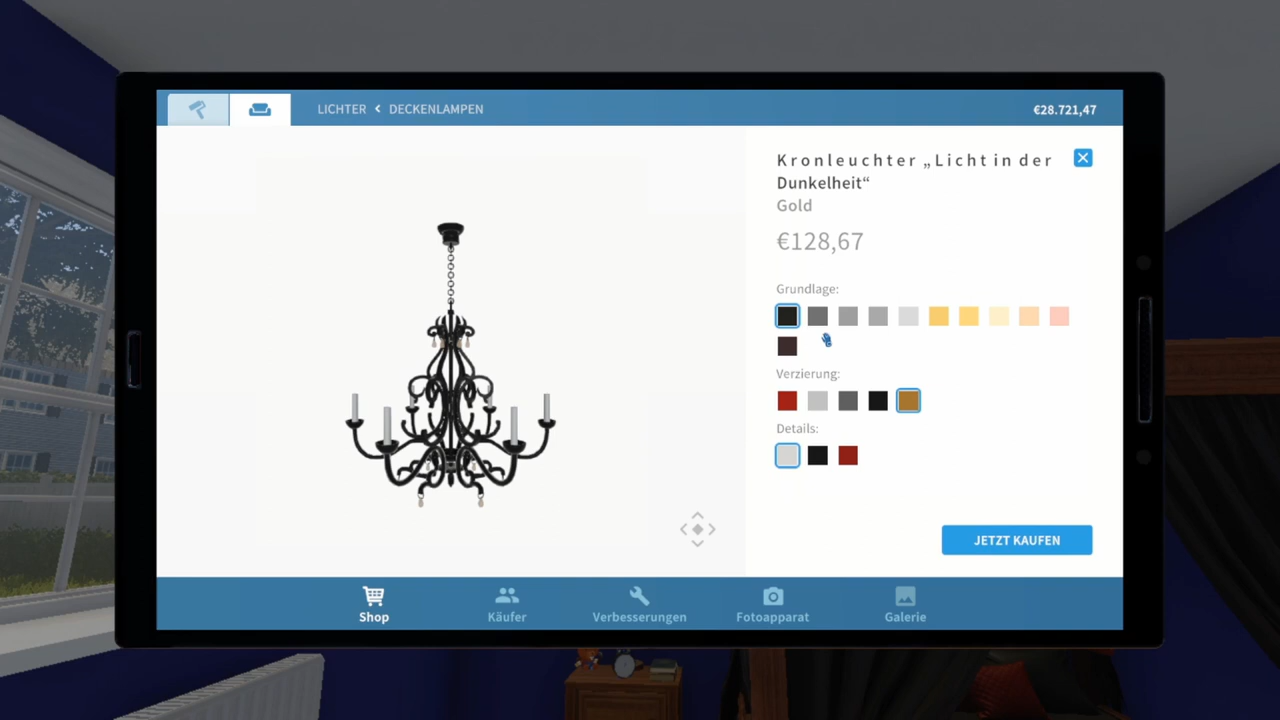 LICHTER < DECKENLAMPEN
€28.721,47
Kronleuchter „Licht in der
Dunkelheit“
Gold
€128,67
Grundlage:
Verzierung:
Details:
JETZT KAUFEN
Shop
Käufer
Verbesserungen
Fotoapparat
Galerie